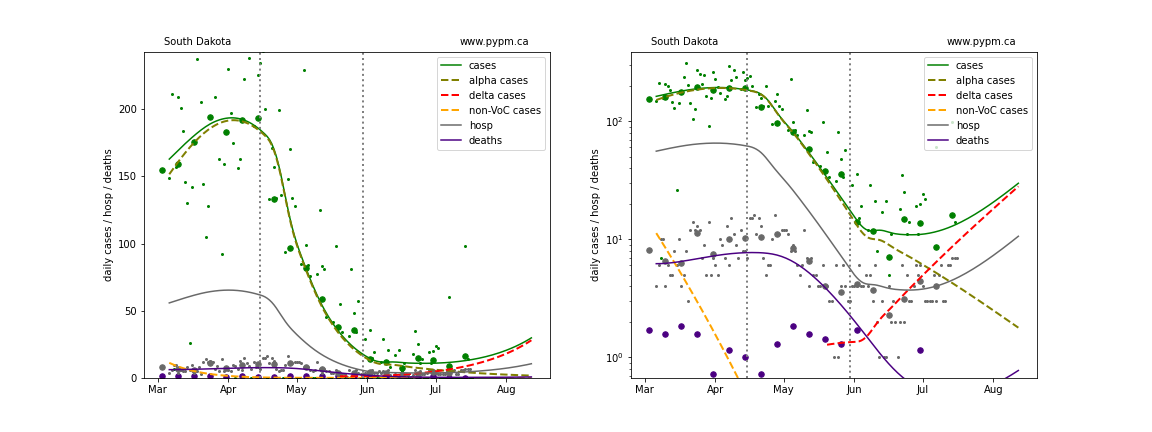 South Dakota
www.pypm.ca
daily cases / hosp / deaths
200
150
100
50
0
cases
alpha cases
delta cases
non-VoC cases
hosp
deaths
Mar
Apr
May
Jun
Jul
Aug
South Dakota
www.pypm.ca
daily cases / hosp / deaths
10²
10¹
10⁰
cases
alpha cases
delta cases
non-VoC cases
hosp
deaths
Mar
Apr
May
Jun
Jul
Aug